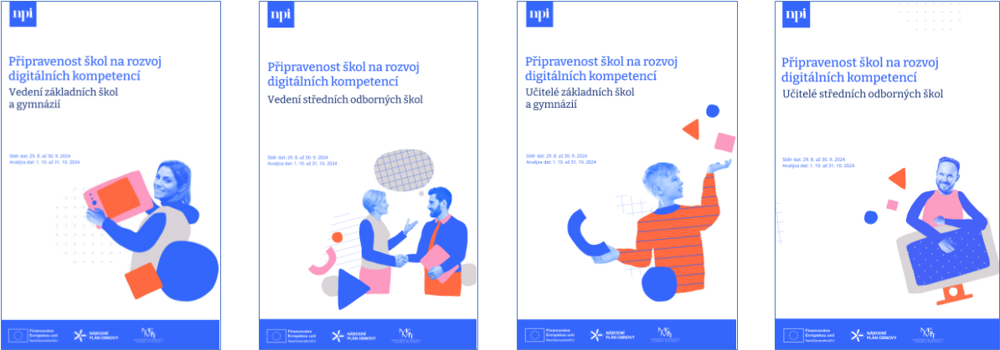 npi
Připravenost škol na rozvoj
digitálních kompetencí
Vedení základních škol
a gymnázií
Sběr dat: 29. 8. až 30. 9. 2024
Analýza dat: 1. 10. až 31. 10. 2024
Financováno
Evropskou unií
NextGenerationEU
NÁRODNÍ
PLÁN OBNOVY
npi
Připravenost škol na rozvoj
digitálních kompetencí
Vedení středních odborných škol
Sběr dat: 29. 8. až 30. 9. 2024
Analýza dat: 1. 10. až 31. 10. 2024
Financováno
Evropskou unií
NextGenerationEU
NÁRODNÍ
PLÁN OBNOVY
npi
Připravenost škol na rozvoj
digitálních kompetencí
Učitelé základních škol
a gymnázií
Sběr dat: 29. 8. až 30. 9. 2024
Analýza dat: 1. 10. až 31. 10. 2024
Financováno
Evropskou unií
NextGenerationEU
NÁRODNÍ
PLÁN OBNOVY
npi
Připravenost škol na rozvoj
digitálních kompetencí
Učitelé středních odborných škol
Sběr dat: 29. 8. až 30. 9. 2024
Analýza dat: 1. 10. až 31. 10. 2024
Financováno
Evropskou unií
NextGenerationEU
NÁRODNÍ
PLÁN OBNOVY